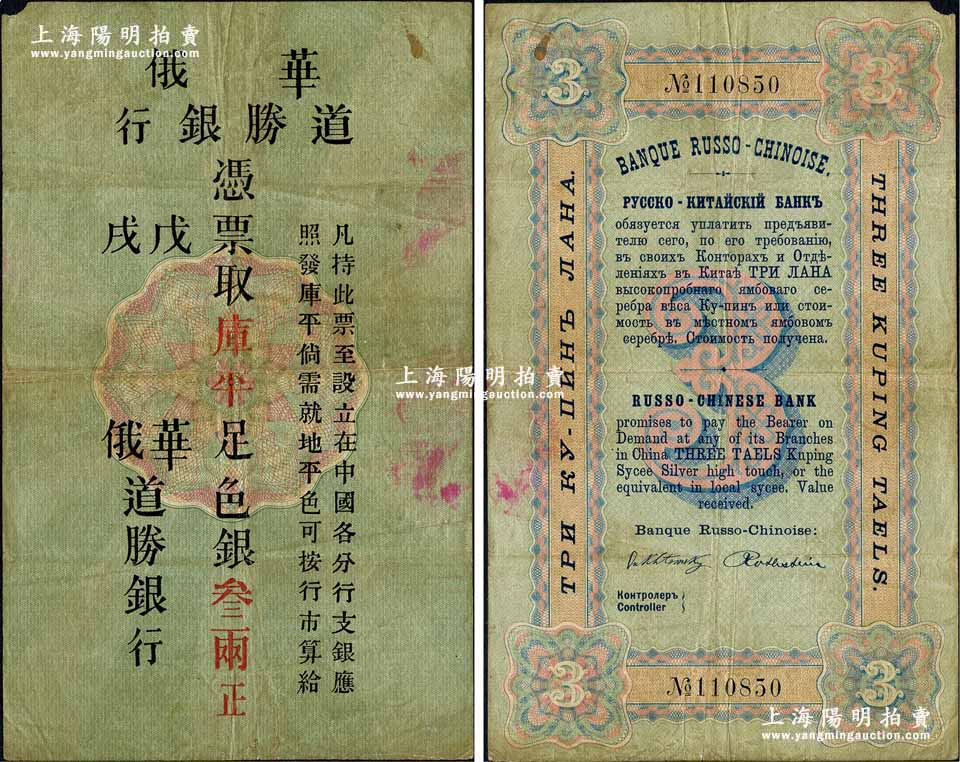 上海陽明拍賣
www.yangmingauction.com
華俄
道勝銀行
凡持此票至設立在中國各分行支銀應
照發庫平倘需就地平色可按行市算給
憑票取庫平足色銀叁兩正
戊戌
華俄
道勝銀行
3
№110850
3
BANQUE RUSSO-CHINOISE.
РУССКО-КИТАЙСКІЙ БАНКЪ
обязуется уплатить предъяви-
телю сего, по его требованію,
въ своихъ Конторахъ и Отдѣ-
леніяхъ въ Китаѣ ТРИ ЛАНА
высокопробнаго ямбоваго се-
ребра вѣса Ку-пинъ или стои-
мость въ мѣстномъ ямбовомъ
серебрѣ. Стоимость получена.
3
RUSSO-CHINESE BANK
promises to pay the Bearer on
Demand at any of its Branches
in China THREE TAELS Kuping
Sycee Silver high touch, or the
equivalent in local sycee. Value
received.
Banque Russo-Chinoise:
Контролеръ
Controller
ТРИ КУ-ПИНЪ ЛАНА.
THREE KUPING TAELS.
3
№110850
3
上海陽明拍賣
www.yangmingauction.com
上海陽明拍賣
www.yangmingauction.com